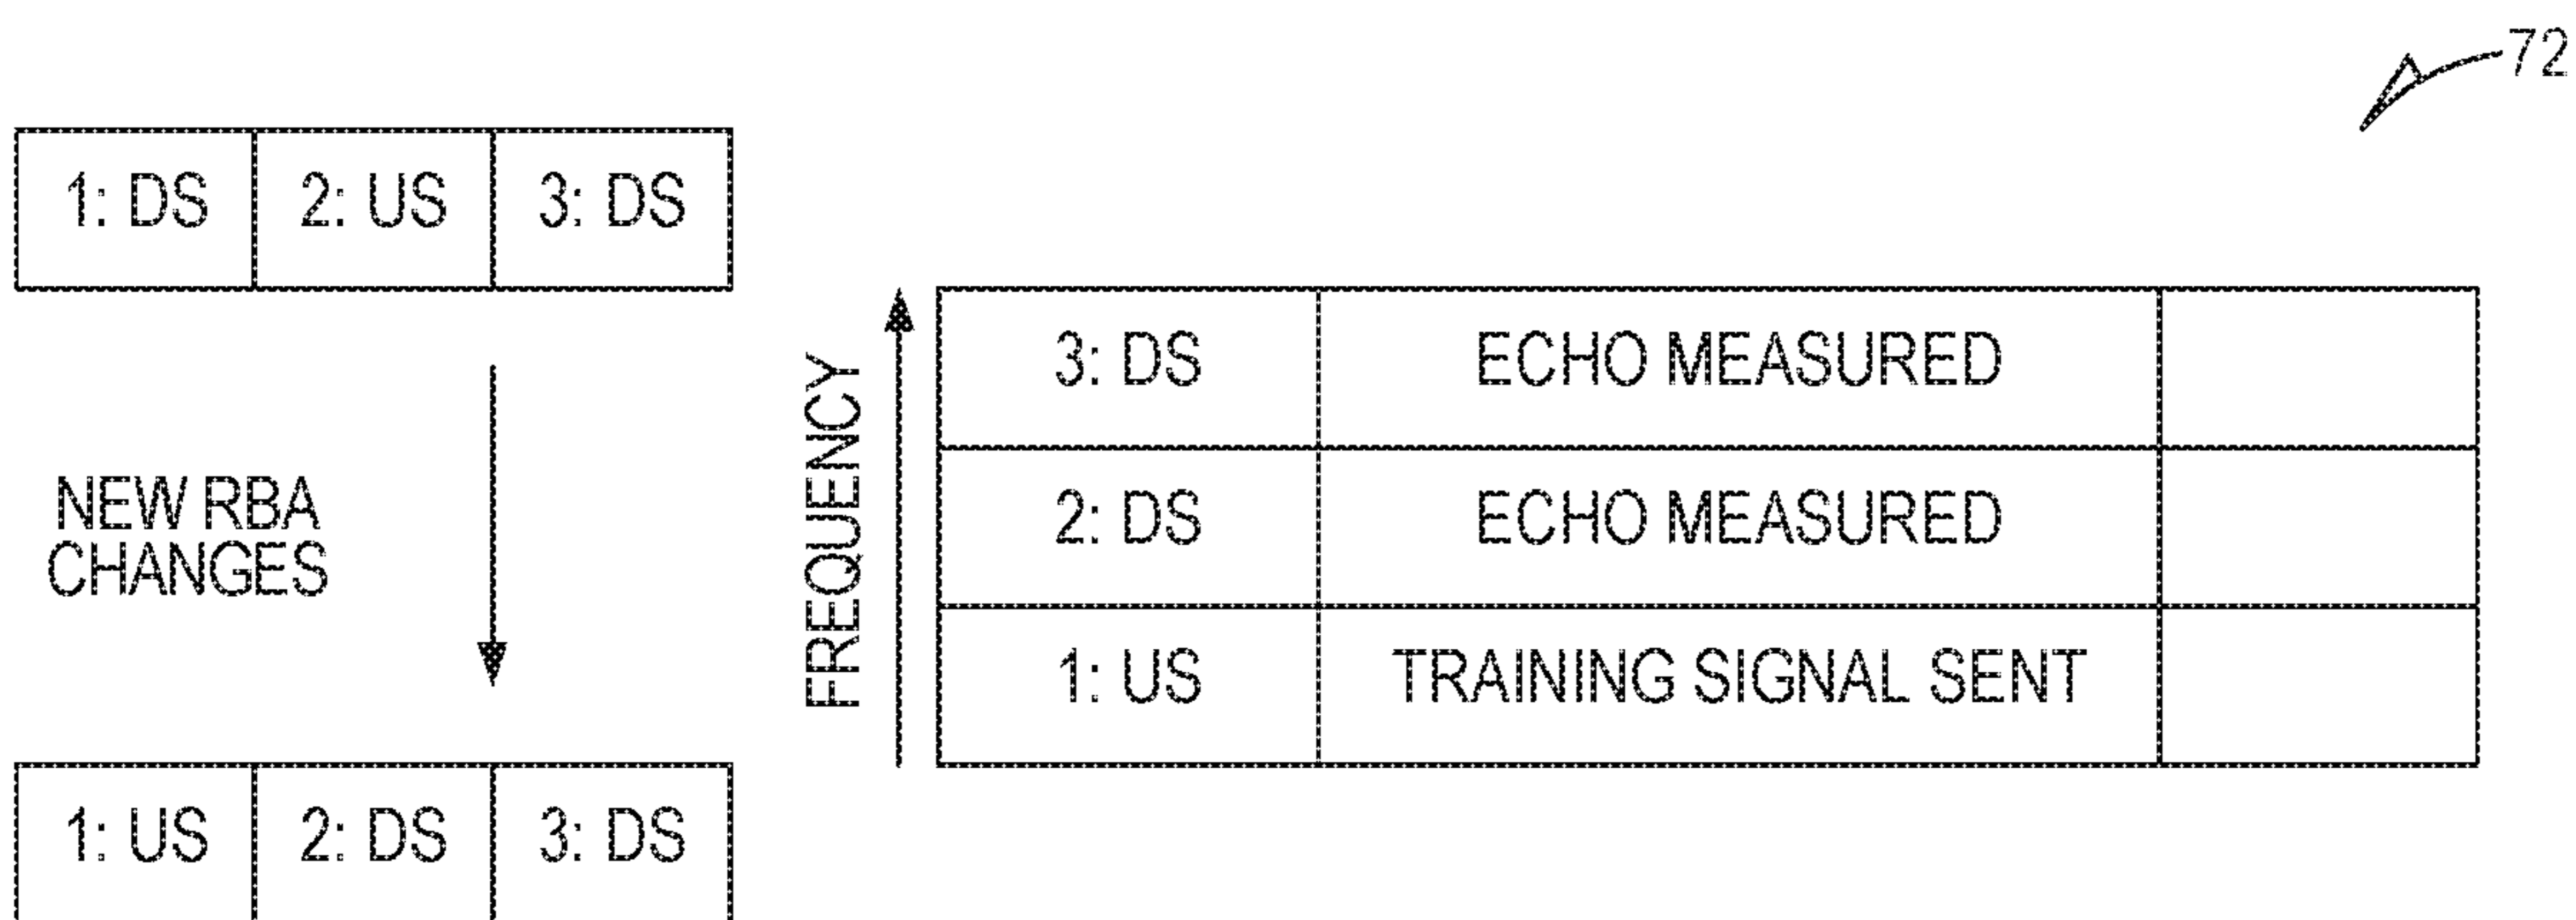 72
1: DS 2: US 3: DS
NEW RBA
CHANGES
1: US 2: DS 3: DS
FREQUENCY
3: DS ECHO MEASURED
2: DS ECHO MEASURED
1: US TRAINING SIGNAL SENT